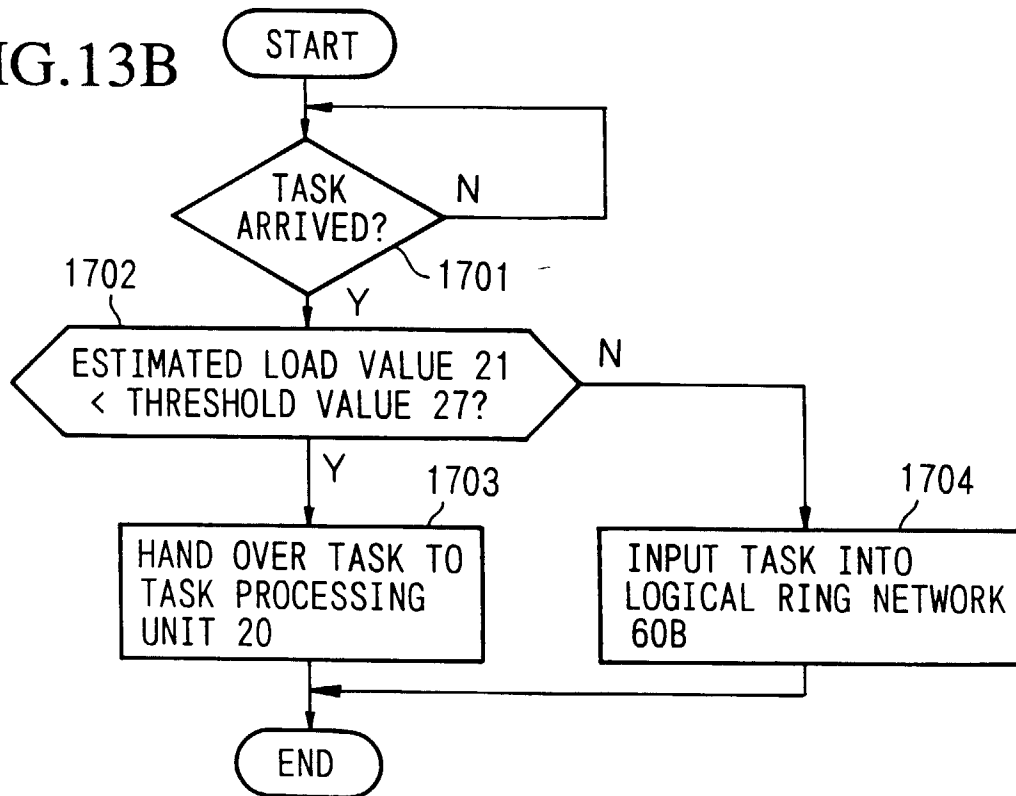 IG.13B
START
TASK
ARRIVED?
N
1701
Y
1702
ESTIMATED LOAD VALUE 21
< THRESHOLD VALUE 27?
N
Y
1703
HAND OVER TASK TO
TASK PROCESSING
UNIT 20
1704
INPUT TASK INTO
LOGICAL RING NETWORK
60B
END